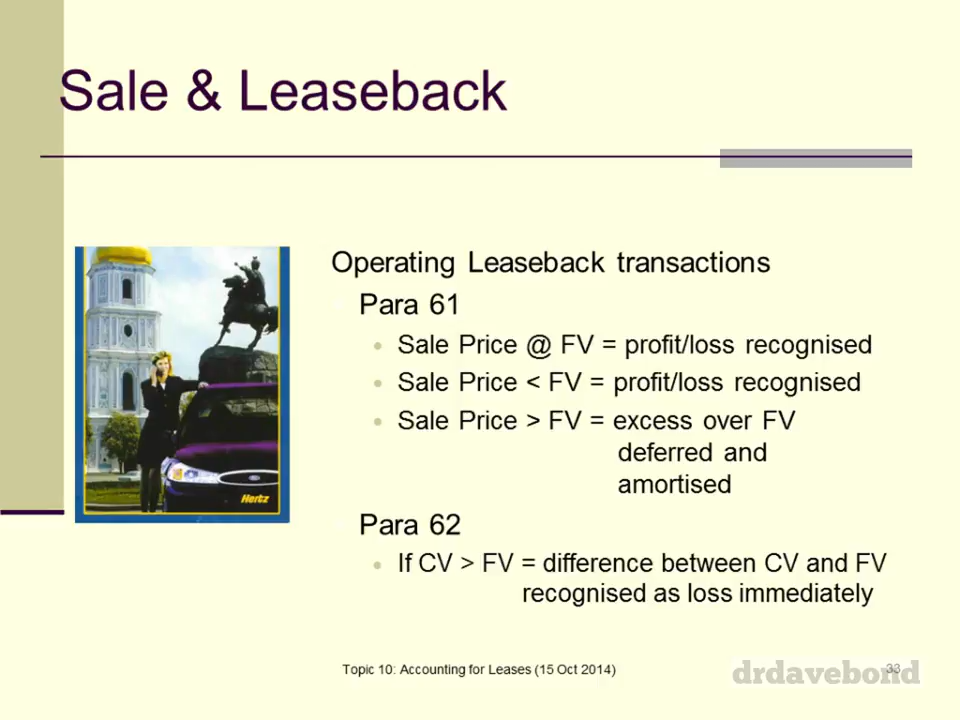 Sale & Leaseback
Operating Leaseback transactions
Para 61
Sale Price @ FV = profit/loss recognised
Sale Price < FV = profit/loss recognised
Sale Price > FV = excess over FV
deferred and
amortised
Para 62
If CV > FV = difference between CV and FV
recognised as loss immediately
Hertz
Topic 10: Accounting for Leases (15 Oct 2014)
33
drdavebond